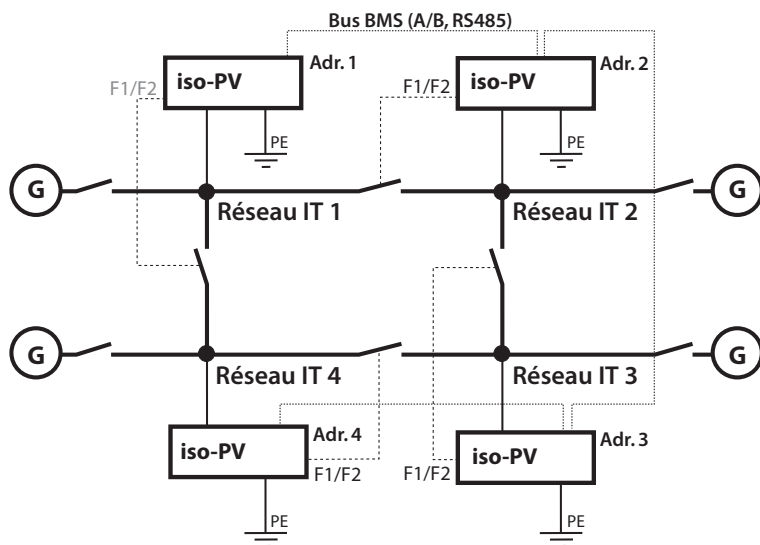 Bus BMS (A/B, RS485)
iso-PV
Adr. 1
iso-PV
Adr. 2
F1/F2
F1/F2
PE
PE
G
G
Réseau IT 1
Réseau IT 2
G
G
Réseau IT 4
Réseau IT 3
iso-PV
Adr. 4
iso-PV
Adr. 3
F1/F2
F1/F2
PE
PE